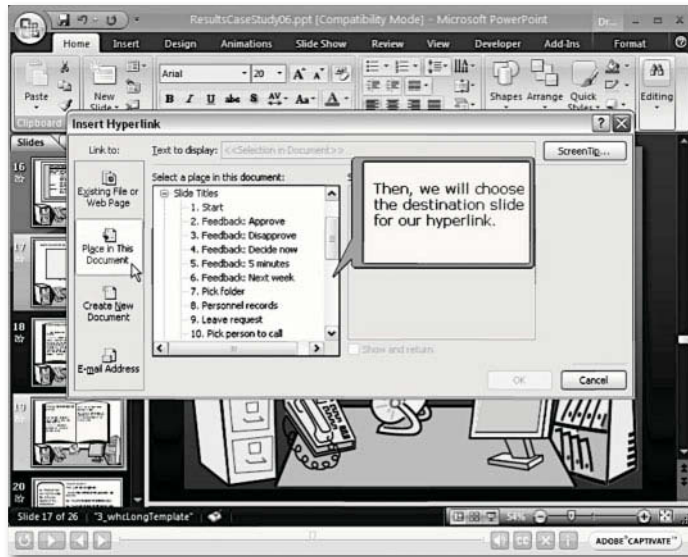 ResultsCaseStudy06.ppt [Compatibility Mode] - Microsoft PowerPoint
Dr...
Home Insert Design Animations Slide Show Review View Developer Add-Ins Format
Arial 20
Paste New Slide Shapes Arrange Quick Styles Editing
Clipboard
Insert Hyperlink
Slides
Link to: Text to display: <<Selection in Document>> ScreenTip...
Select a place in this document:
Existing File or Web Page
Place in This Document
Create New Document
E-mail Address
Slide Titles
1. Start
2. Feedback: Approve
3. Feedback: Disapprove
4. Feedback: Decide now
5. Feedback: 5 minutes
6. Feedback: Next week
7. Pick folder
8. Personnel records
9. Leave request
10. Pick person to call
Then, we will choose
the destination slide
for our hyperlink.
Show and return
OK Cancel
16
17
18
19
20
Slide 17 of 26 "3_whcLongTemplate" 54%
CC
ADOBE® CAPTIVATE™